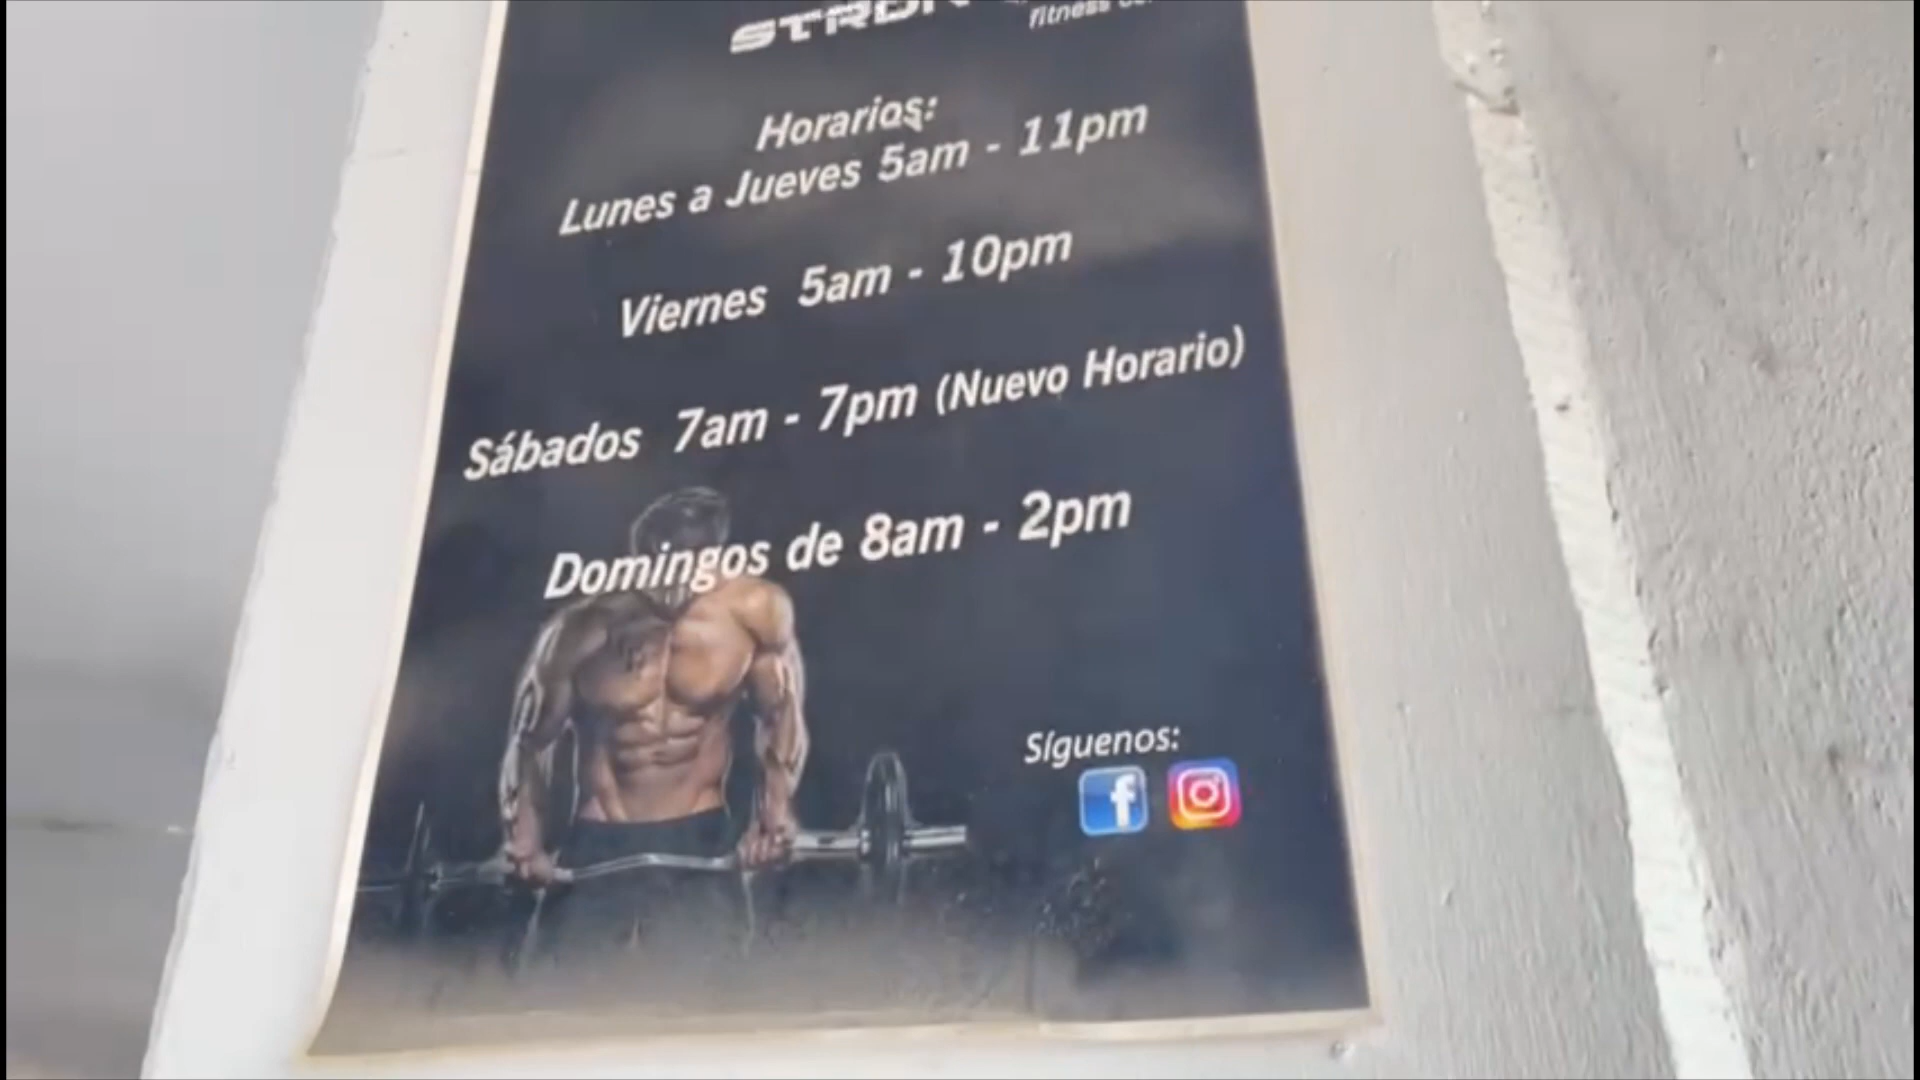 fitness
Horarios:
Lunes a Jueves 5am - 11pm
Viernes 5am - 10pm
Sábados 7am - 7pm (Nuevo Horario)
Domingos de 8am - 2pm
Síguenos: